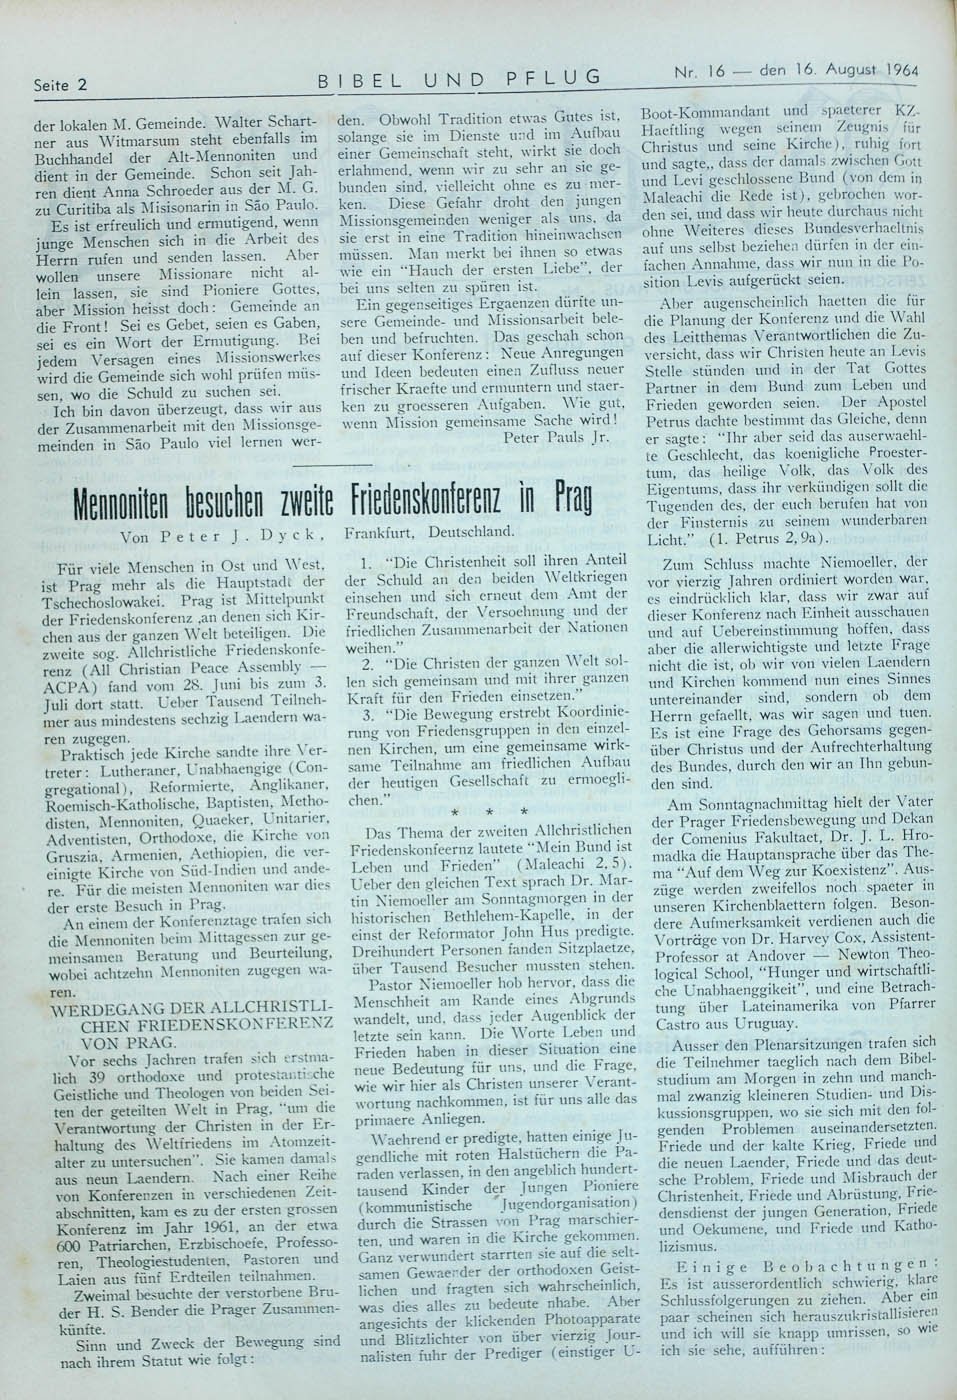 Seite 2
BIBEL UND PFLUG
Nr. 16 — den 16. August 1964
der lokalen M. Gemeinde. Walter Schart-
ner aus Witmarsum steht ebenfalls im
Buchhandel der Alt-Mennoniten und
dient in der Gemeinde. Schon seit Jah-
ren dient Anna Schroeder aus der M. G.
zu Curitiba als Misisonarin in São Paulo.
Es ist erfreulich und ermutigend, wenn
junge Menschen sich in die Arbeit des
Herrn rufen und senden lassen. Aber
wollen unsere Missionare nicht al-
lein lassen, sie sind Pioniere Gottes,
aber Mission heisst doch: Gemeinde an
die Front! Sei es Gebet, seien es Gaben,
sei es ein Wort der Ermutigung. Bei
jedem Versagen eines Missionswerkes
wird die Gemeinde sich wohl prüfen müs-
sen, wo die Schuld zu suchen sei.
Ich bin davon überzeugt, dass wir aus
der Zusammenarbeit mit den Missionsge-
meinden in São Paulo viel lernen wer-
den. Obwohl Tradition etwas Gutes ist,
solange sie im Dienste und im Aufbau
einer Gemeinschaft steht, wirkt sie doch
erlahmend, wenn wir zu sehr an sie ge-
bunden sind, vielleicht ohne es zu mer-
ken. Diese Gefahr droht den jungen
Missionsgemeinden weniger als uns, da
sie erst in eine Tradition hineinwachsen
müssen. Man merkt bei ihnen so etwas
wie ein "Hauch der ersten Liebe", der
bei uns selten zu spüren ist.
Ein gegenseitiges Ergaenzen dürfte un-
sere Gemeinde- und Missionsarbeit bele-
ben und befruchten. Das geschah schon
auf dieser Konferenz: Neue Anregungen
und Ideen bedeuten einen Zufluss neuer
frischer Kraefte und ermuntern und staer-
ken zu groesseren Aufgaben. Wie gut,
wenn Mission gemeinsame Sache wird!
Peter Pauls Jr.
Mennoniten besuchen zweite Friedenskonferenz in Prag
Von Peter J. Dyck, Frankfurt, Deutschland.
Für viele Menschen in Ost und West,
ist Prag mehr als die Hauptstadt der
Tschechoslowakei. Prag ist Mittelpunkt
der Friedenskonferenz ,an denen sich Kir-
chen aus der ganzen Welt beteiligen. Die
zweite sog. Allchristliche Friedenskonfe-
renz (All Christian Peace Assembly —
ACPA) fand vom 28. Juni bis zum 3.
Juli dort statt. Ueber Tausend Teilneh-
mer aus mindestens sechzig Laendern wa-
ren zugegen.
Praktisch jede Kirche sandte ihre Ver-
treter: Lutheraner, Unabhaengige (Con-
gregational), Reformierte, Anglikaner,
Roemisch-Katholische, Baptisten, Metho-
disten, Mennoniten, Quaeker, Unitarier,
Adventisten, Orthodoxe, die Kirche von
Gruszia, Armenien, Aethiopien, die ver-
einigte Kirche von Süd-Indien und ande-
re. Für die meisten Mennoniten war dies
der erste Besuch in Prag.
An einem der Konferenztage trafen sich
die Mennoniten beim Mittagessen zur ge-
meinsamen Beratung und Beurteilung,
wobei achtzehn Mennoniten zugegen wa-
ren.
WERDEGANG DER ALLCHRISTLI-
CHEN FRIEDENSKONFERENZ
VON PRAG.
Vor sechs Jachren trafen sich erstma-
lich 39 orthodoxe und protestantische
Geistliche und Theologen von beiden Sei-
ten der geteilten Welt in Prag, "um die
Verantwortung der Christen in der Er-
haltung des Weltfriedens im Atomzeit-
alter zu untersuchen". Sie kamen damals
aus neun Laendern. Nach einer Reihe
von Konferenzen in verschiedenen Zeit-
abschnitten, kam es zu der ersten grossen
Konferenz im Jahr 1961, an der etwa
600 Patriarchen, Erzbischoefe, Professo-
ren, Theologiestudenten, Pastoren und
Laien aus fünf Erdteilen teilnahmen.
Zweimal besuchte der verstorbene Bru-
der H. S. Bender die Prager Zusammen-
künfte.
Sinn und Zweck der Bewegung sind
nach ihrem Statut wie folgt:
1. "Die Christenheit soll ihren Anteil
der Schuld an den beiden Weltkriegen
einsehen und sich erneut dem Amt der
Freundschaft, der Versoehnung und der
friedlichen Zusammenarbeit der Nationen
weihen."
2. "Die Christen der ganzen Welt sol-
len sich gemeinsam und mit ihrer ganzen
Kraft für den Frieden einsetzen."
3. "Die Bewegung erstrebt Koordinie-
rung von Friedensgruppen in den einzel-
nen Kirchen, um eine gemeinsame wirk-
same Teilnahme am friedlichen Aufbau
der heutigen Gesellschaft zu ermoegli-
chen."
* * *
Das Thema der zweiten Allchristlichen
Friedenskonfeernz lautete "Mein Bund ist
Leben und Frieden" (Maleachi 2, 5).
Ueber den gleichen Text sprach Dr. Mar-
tin Niemoeller am Sonntagmorgen in der
historischen Bethlehem-Kapelle, in der
einst der Reformator John Hus predigte.
Dreihundert Personen fanden Sitzplaetze,
über Tausend Besucher mussten stehen.
Pastor Niemoeller hob hervor, dass die
Menschheit am Rande eines Abgrunds
wandelt, und, dass jeder Augenblick der
letzte sein kann. Die Worte Leben und
Frieden haben in dieser Situation eine
neue Bedeutung für uns, und die Frage,
wie wir hier als Christen unserer Verant-
wortung nachkommen, ist für uns alle das
primaere Anliegen.
Waehrend er predigte, hatten einige Ju-
gendliche mit roten Halstüchern die Pa-
raden verlassen, in den angeblich hundert-
tausend Kinder der Jungen Pioniere
(kommunistische Jugendorganisation)
durch die Strassen von Prag marschier-
ten, und waren in die Kirche gekommen.
Ganz verwundert starrten sie auf die selt-
samen Gewaender der orthodoxen Geist-
lichen und fragten sich wahrscheinlich,
was dies alles zu bedeute nhabe. Aber
angesichts der klickenden Photoapparate
und Blitzlichter von über vierzig Jour-
nalisten fuhr der Prediger (einstiger U-
Boot-Kommandant und spaeterer KZ-
Haeftling wegen seinem Zeugnis für
Christus und seine Kirche), ruhig fort
und sagte,, dass der damals zwischen Gott
und Levi geschlossene Bund (von dem in
Maleachi die Rede ist), gebrochen wor-
den sei, und dass wir heute durchaus nicht
ohne Weiteres dieses Bundesverhaeltnis
auf uns selbst beziehen dürfen in der ein-
fachen Annahme, dass wir nun in die Po-
sition Levis aufgerückt seien.
Aber augenscheinlich haetten die für
die Planung der Konferenz und die Wahl
des Leitthemas Verantwortlichen die Zu-
versicht, dass wir Christen heute an Levis
Stelle stünden und in der Tat Gottes
Partner in dem Bund zum Leben und
Frieden geworden seien. Der Apostel
Petrus dachte bestimmt das Gleiche, denn
er sagte: "Ihr aber seid das auserwaehl-
te Geschlecht, das koenigliche Proester-
tum, das heilige Volk, das Volk des
Eigentums, dass ihr verkündigen sollt die
Tugenden des, der euch berufen hat von
der Finsternis zu seinem wunderbaren
Licht." (1. Petrus 2, 9a).
Zum Schluss machte Niemoeller, der
vor vierzig Jahren ordiniert worden war,
es eindrücklich klar, dass wir zwar auf
dieser Konferenz nach Einheit ausschauen
und auf Uebereinstimmung hoffen, dass
aber die allerwichtigste und letzte Frage
nicht die ist, ob wir von vielen Laendern
und Kirchen kommend nun eines Sinnes
untereinander sind, sondern ob dem
Herrn gefaellt, was wir sagen und tuen.
Es ist eine Frage des Gehorsams gegen-
über Christus und der Aufrechterhaltung
des Bundes, durch den wir an Ihn gebun-
den sind.
Am Sonntagnachmittag hielt der Vater
der Prager Friedensbewegung und Dekan
der Comenius Fakultaet, Dr. J. L. Hro-
madka die Hauptansprache über das The-
ma "Auf dem Weg zur Koexistenz". Aus-
züge werden zweifellos noch spaeter in
unseren Kirchenblaettern folgen. Beson-
dere Aufmerksamkeit verdienen auch die
Vorträge von Dr. Harvey Cox, Assistent-
Professor at Andover — Newton Theo-
logical School, "Hunger und wirtschaftli-
che Unabhaenggikeit", und eine Betrach-
tung über Lateinamerika von Pfarrer
Castro aus Uruguay.
Ausser den Plenarsitzungen trafen sich
die Teilnehmer taeglich nach dem Bibel-
studium am Morgen in zehn und manch-
mal zwanzig kleineren Studien- und Dis-
kussionsgruppen, wo sie sich mit den fol-
genden Problemen auseinandersetzten.
Friede und der kalte Krieg, Friede und
die neuen Laender, Friede und das deut-
sche Problem, Friede und Misbrauch der
Christenheit, Friede und Abrüstung, Frie-
densdienst der jungen Generation, Friede
und Oekumene, und Friede und Katho-
lizismus.
Einige Beobachtungen:
Es ist ausserordentlich schwierig, klare
Schlussfolgerungen zu ziehen. Aber ein
paar scheinen sich herauszukristallisieren
und ich will sie knapp umrissen, so wie
ich sie sehe, aufführen: